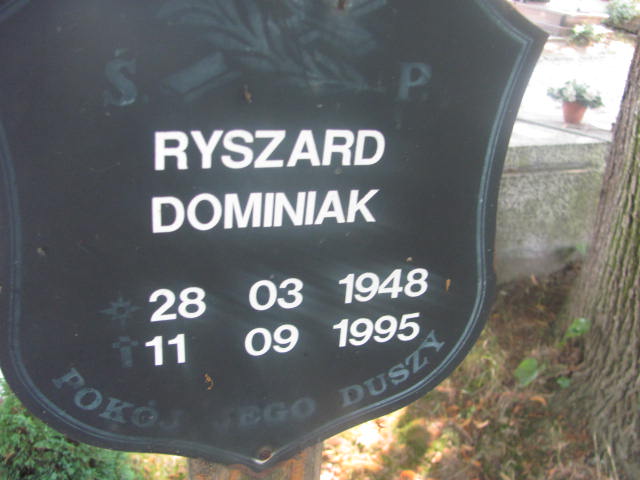 Ś. P.
RYSZARD
DOMINIAK
28 03 1948
11 09 1995
POKÓJ JEGO DUSZY